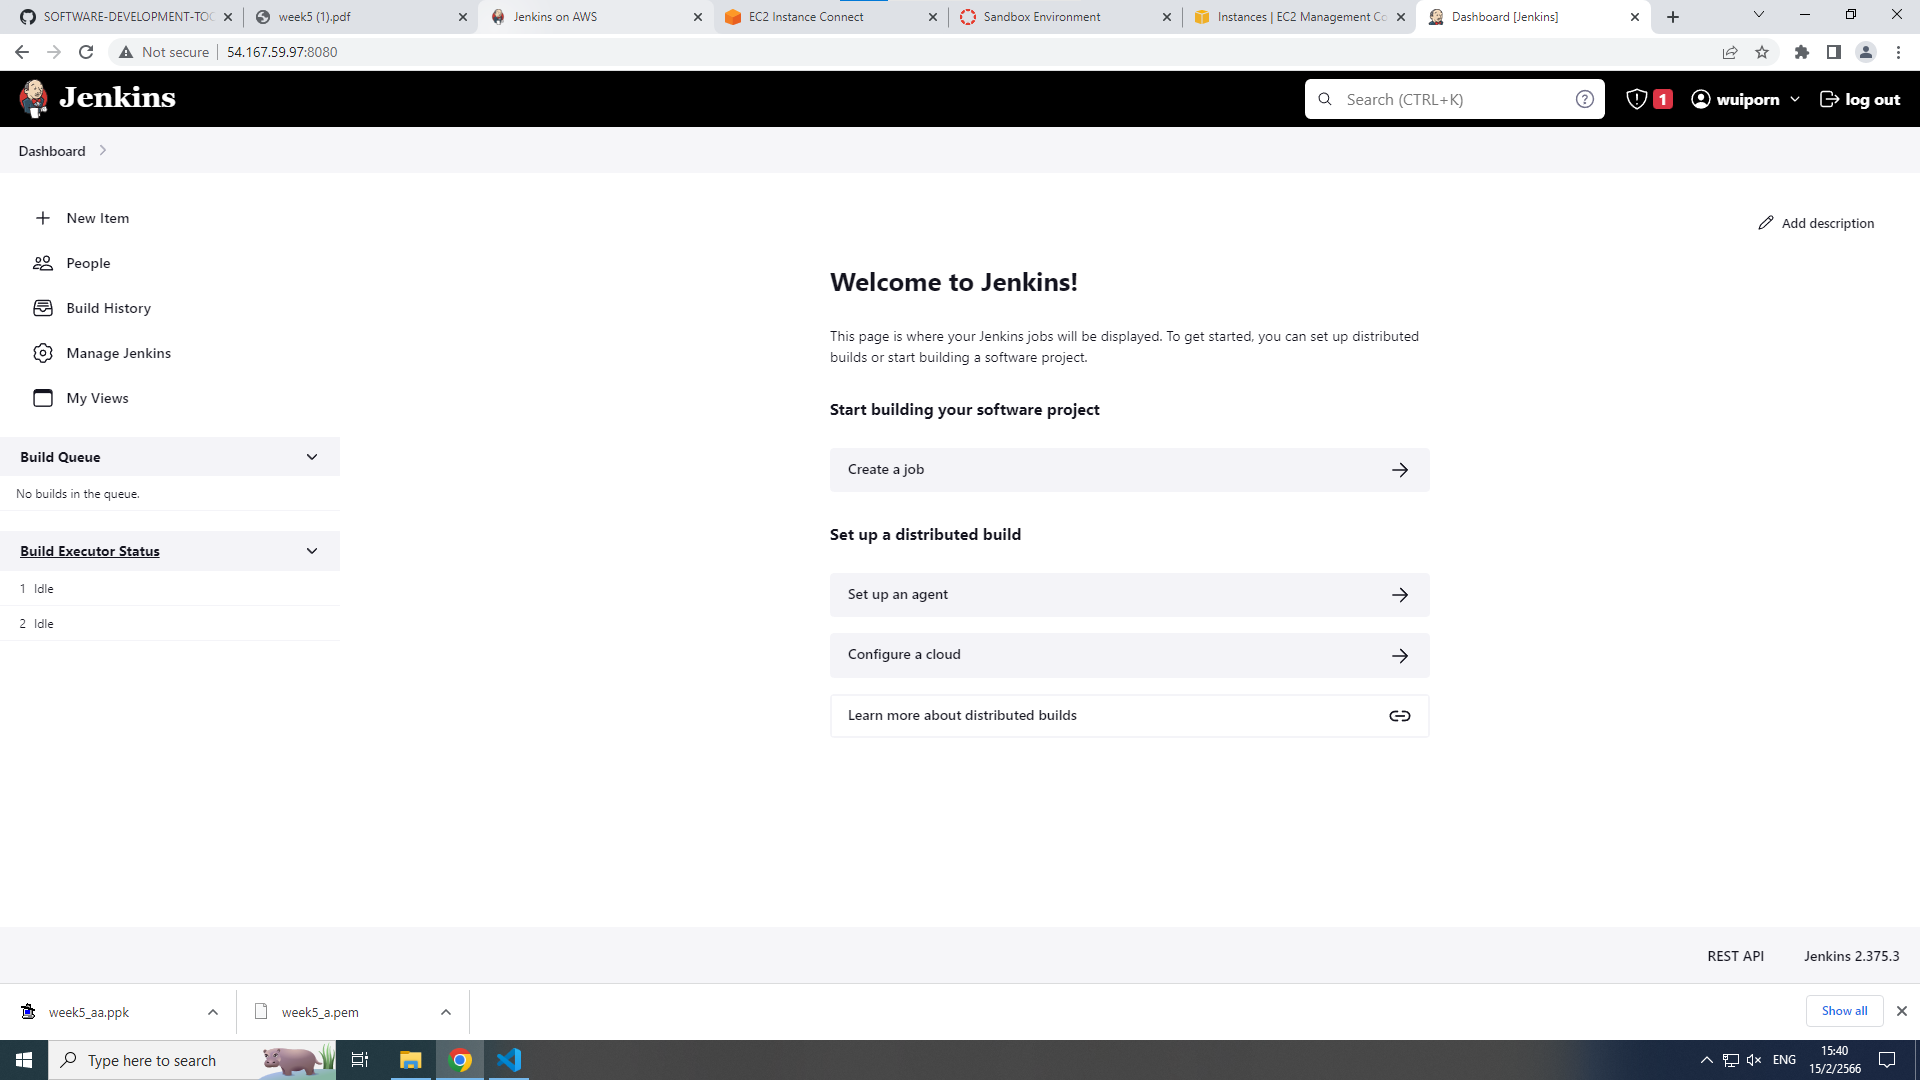 SOFTWARE-DEVELOPMENT-TOO
week5 (1).pdf
Jenkins on AWS
EC2 Instance Connect
Sandbox Environment
Instances | EC2 Management Co
Dashboard [Jenkins]
Not secure
54.167.59.97:8080
Jenkins
Search (CTRL+K)
1
wuiporn
log out
Dashboard
New Item
People
Build History
Manage Jenkins
My Views
Build Queue
No builds in the queue.
Build Executor Status
1 Idle
2 Idle
Add description
Welcome to Jenkins!
This page is where your Jenkins jobs will be displayed. To get started, you can set up distributed
builds or start building a software project.
Start building your software project
Create a job
Set up a distributed build
Set up an agent
Configure a cloud
Learn more about distributed builds
REST API
Jenkins 2.375.3
week5_aa.ppk
week5_a.pem
Show all
Type here to search
ENG
15:40
15/2/2566